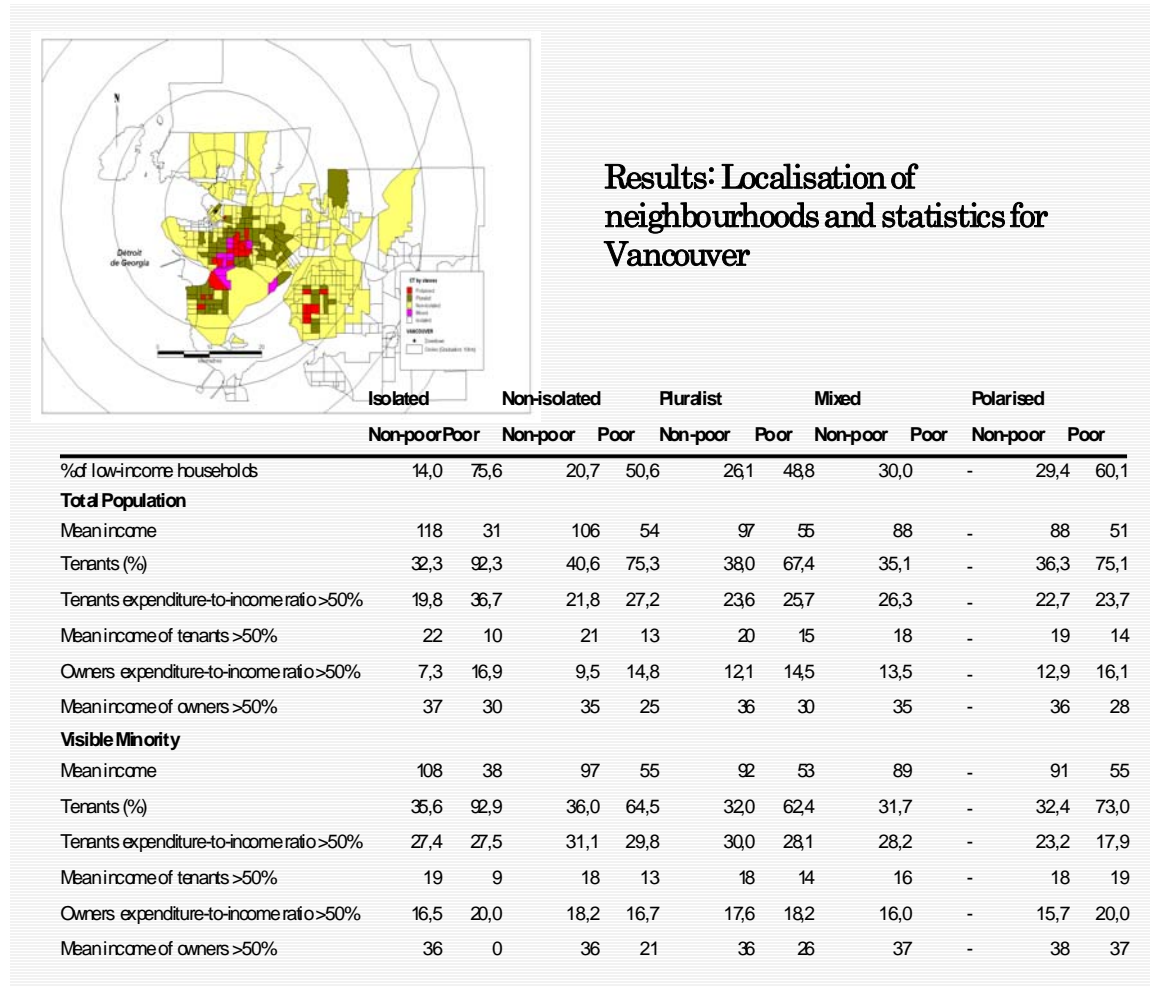 N
Détroit
de Georgia
Polarised
Pluralist
Non-isolated
Mixed
Isolated
VANCOUVER
Downtown
0 10 20
Results: Localisation of
neighbourhoods and statistics for
Vancouver
Isolated Non-isolated Pluralist Mixed Polarised
Non-poor Poor Non-poor Poor Non-poor Poor Non-poor Poor Non-poor Poor
% of low-income households 14,0 75,6 20,7 50,6 26,1 48,8 30,0 - 29,4 60,1
Total Population
Mean income 118 31 106 54 97 55 88 - 88 51
Tenants (%) 32,3 92,3 40,6 75,3 38,0 67,4 35,1 - 36,3 75,1
Tenants expenditure-to-income ratio >50% 19,8 36,7 21,8 27,2 23,6 25,7 26,3 - 22,7 23,7
Mean income of tenants >50% 22 10 21 13 20 15 18 - 19 14
Owners expenditure-to-income ratio >50% 7,3 16,9 9,5 14,8 12,1 14,5 13,5 - 12,9 16,1
Mean income of owners >50% 37 30 35 25 36 30 35 - 36 28
Visible Minority
Mean income 108 38 97 55 92 53 89 - 91 55
Tenants (%) 35,6 92,9 36,0 64,5 32,0 62,4 31,7 - 32,4 73,0
Tenants expenditure-to-income ratio >50% 27,4 27,5 31,1 29,8 30,0 28,1 28,2 - 23,2 17,9
Mean income of tenants >50% 19 9 18 13 18 14 16 - 18 19
Owners expenditure-to-income ratio >50% 16,5 20,0 18,2 16,7 17,6 18,2 16,0 - 15,7 20,0
Mean income of owners >50% 36 0 36 21 36 26 37 - 38 37